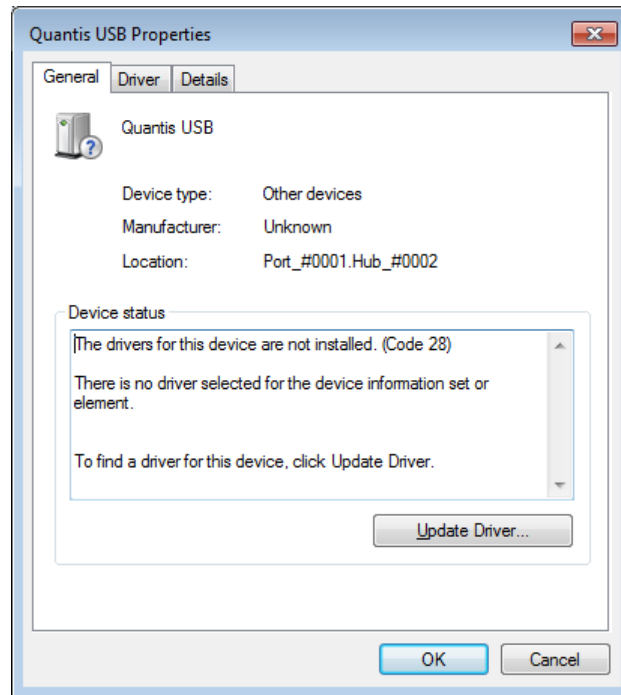 Quantis USB Properties
General Driver Details
Quantis USB
Device type: Other devices
Manufacturer: Unknown
Location: Port_#0001.Hub_#0002
Device status
The drivers for this device are not installed. (Code 28)
There is no driver selected for the device information set or
element.
To find a driver for this device, click Update Driver.
Update Driver...
OK Cancel